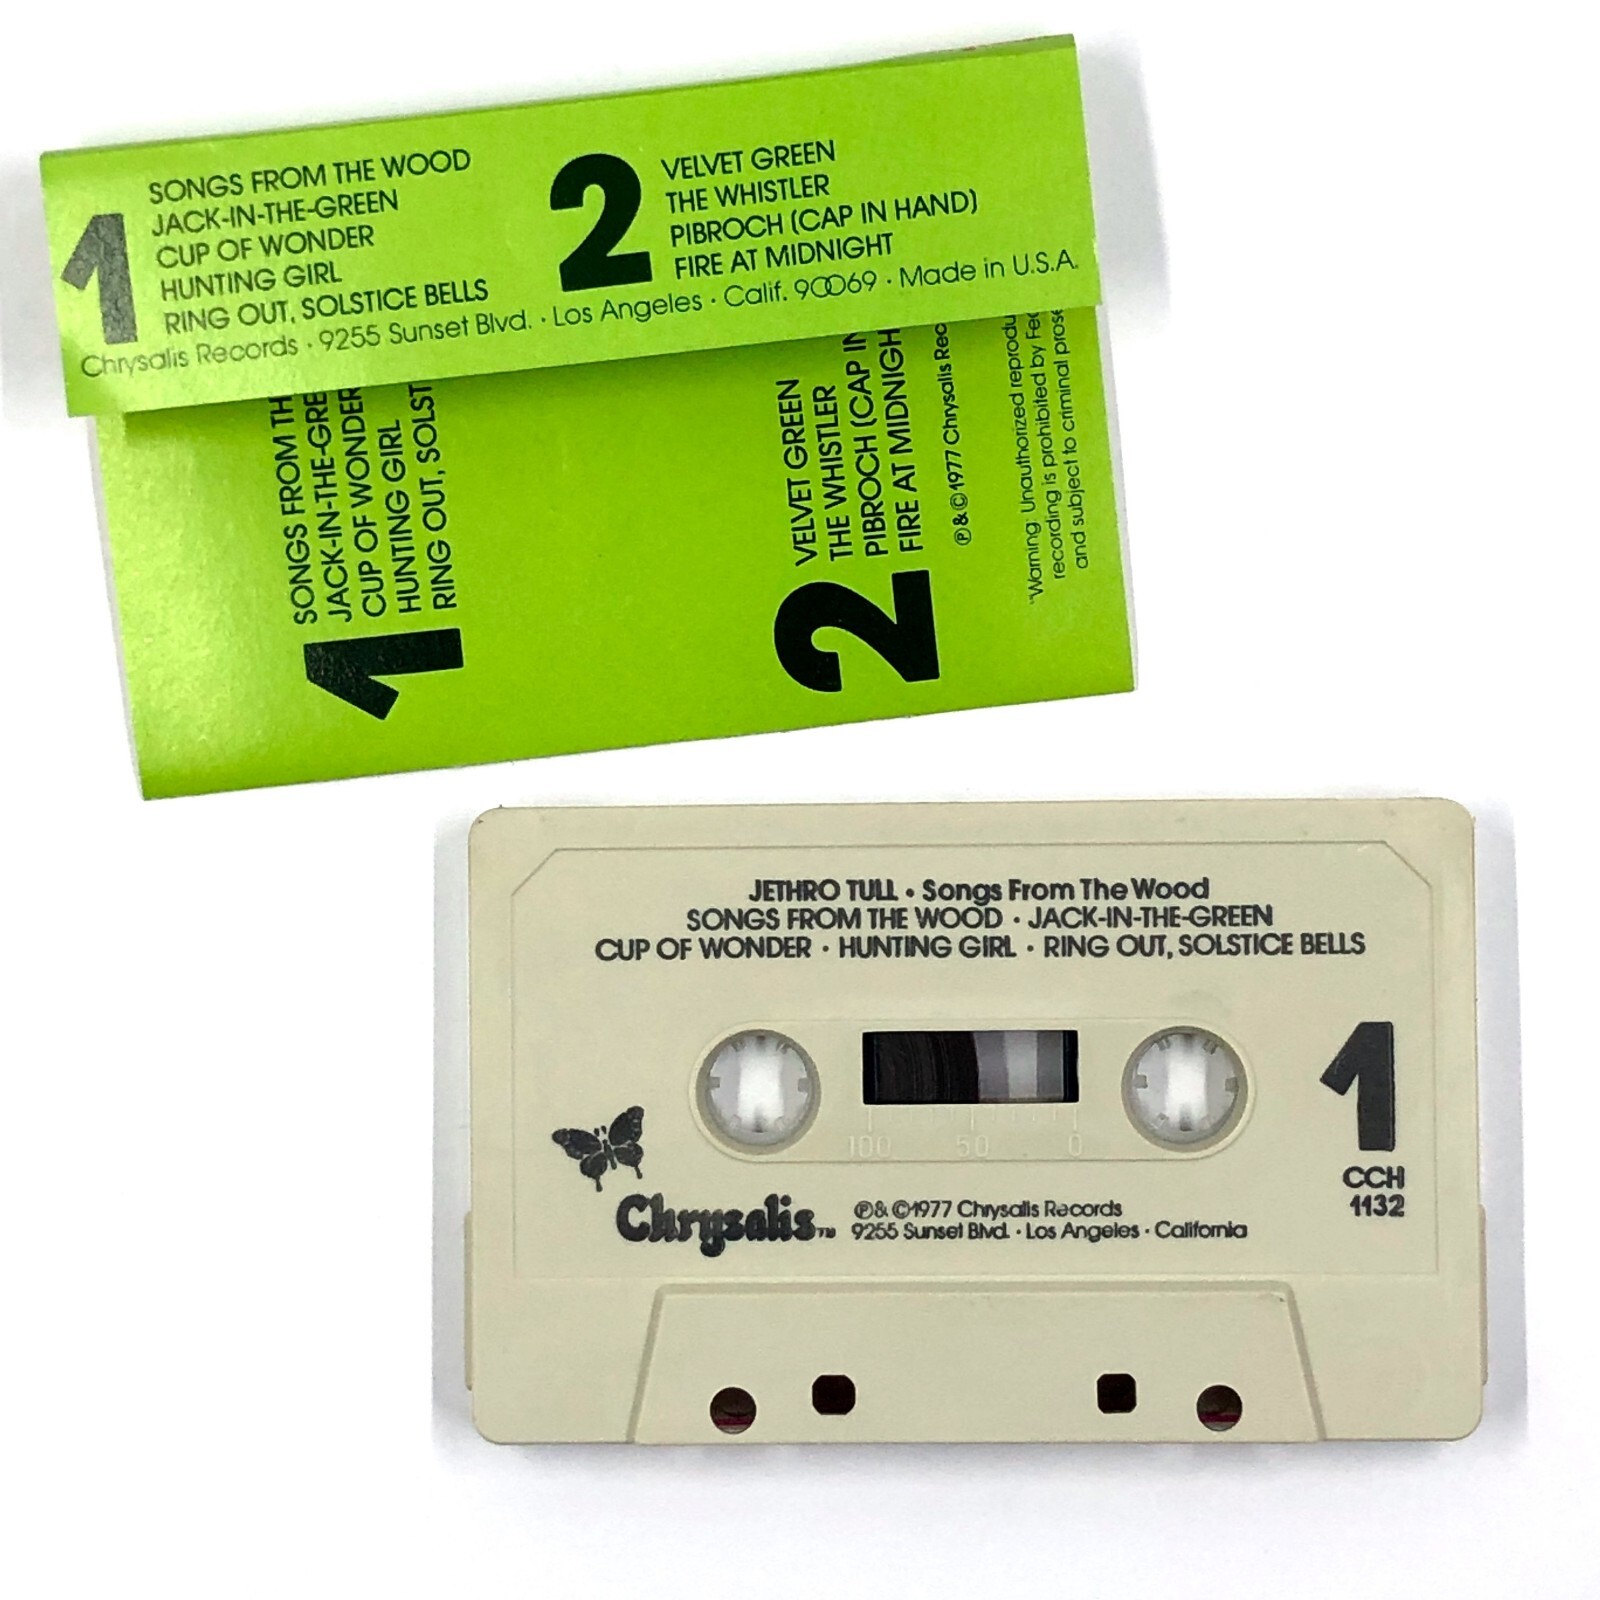 1
SONGS FROM THE WOOD
JACK-IN-THE-GREEN
CUP OF WONDER
HUNTING GIRL
RING OUT, SOLSTICE BELLS
2
VELVET GREEN
THE WHISTLER
PIBROCH (CAP IN HAND)
FIRE AT MIDNIGHT
Chrysalis Records · 9255 Sunset Blvd. · Los Angeles · Calif. 90069 · Made in U.S.A.
1
SONGS FROM TH
JACK-IN-THE-GRE
CUP OF WONDER
HUNTING GIRL
RING OUT, SOLST
2
VELVET GREEN
THE WHISTLER
PIBROCH (CAP IN
FIRE AT MIDNIGH
℗ & © 1977 Chrysalis Rec
"Warning: Unauthorized reprodu
recording is prohibited by Fed
and subject to criminal prose
JETHRO TULL • Songs From The Wood
SONGS FROM THE WOOD · JACK-IN-THE-GREEN
CUP OF WONDER · HUNTING GIRL · RING OUT, SOLSTICE BELLS
100 50 0
1
CCH
1132
Chrysalis™
℗ & © 1977 Chrysalis Records
9255 Sunset Blvd. · Los Angeles · California